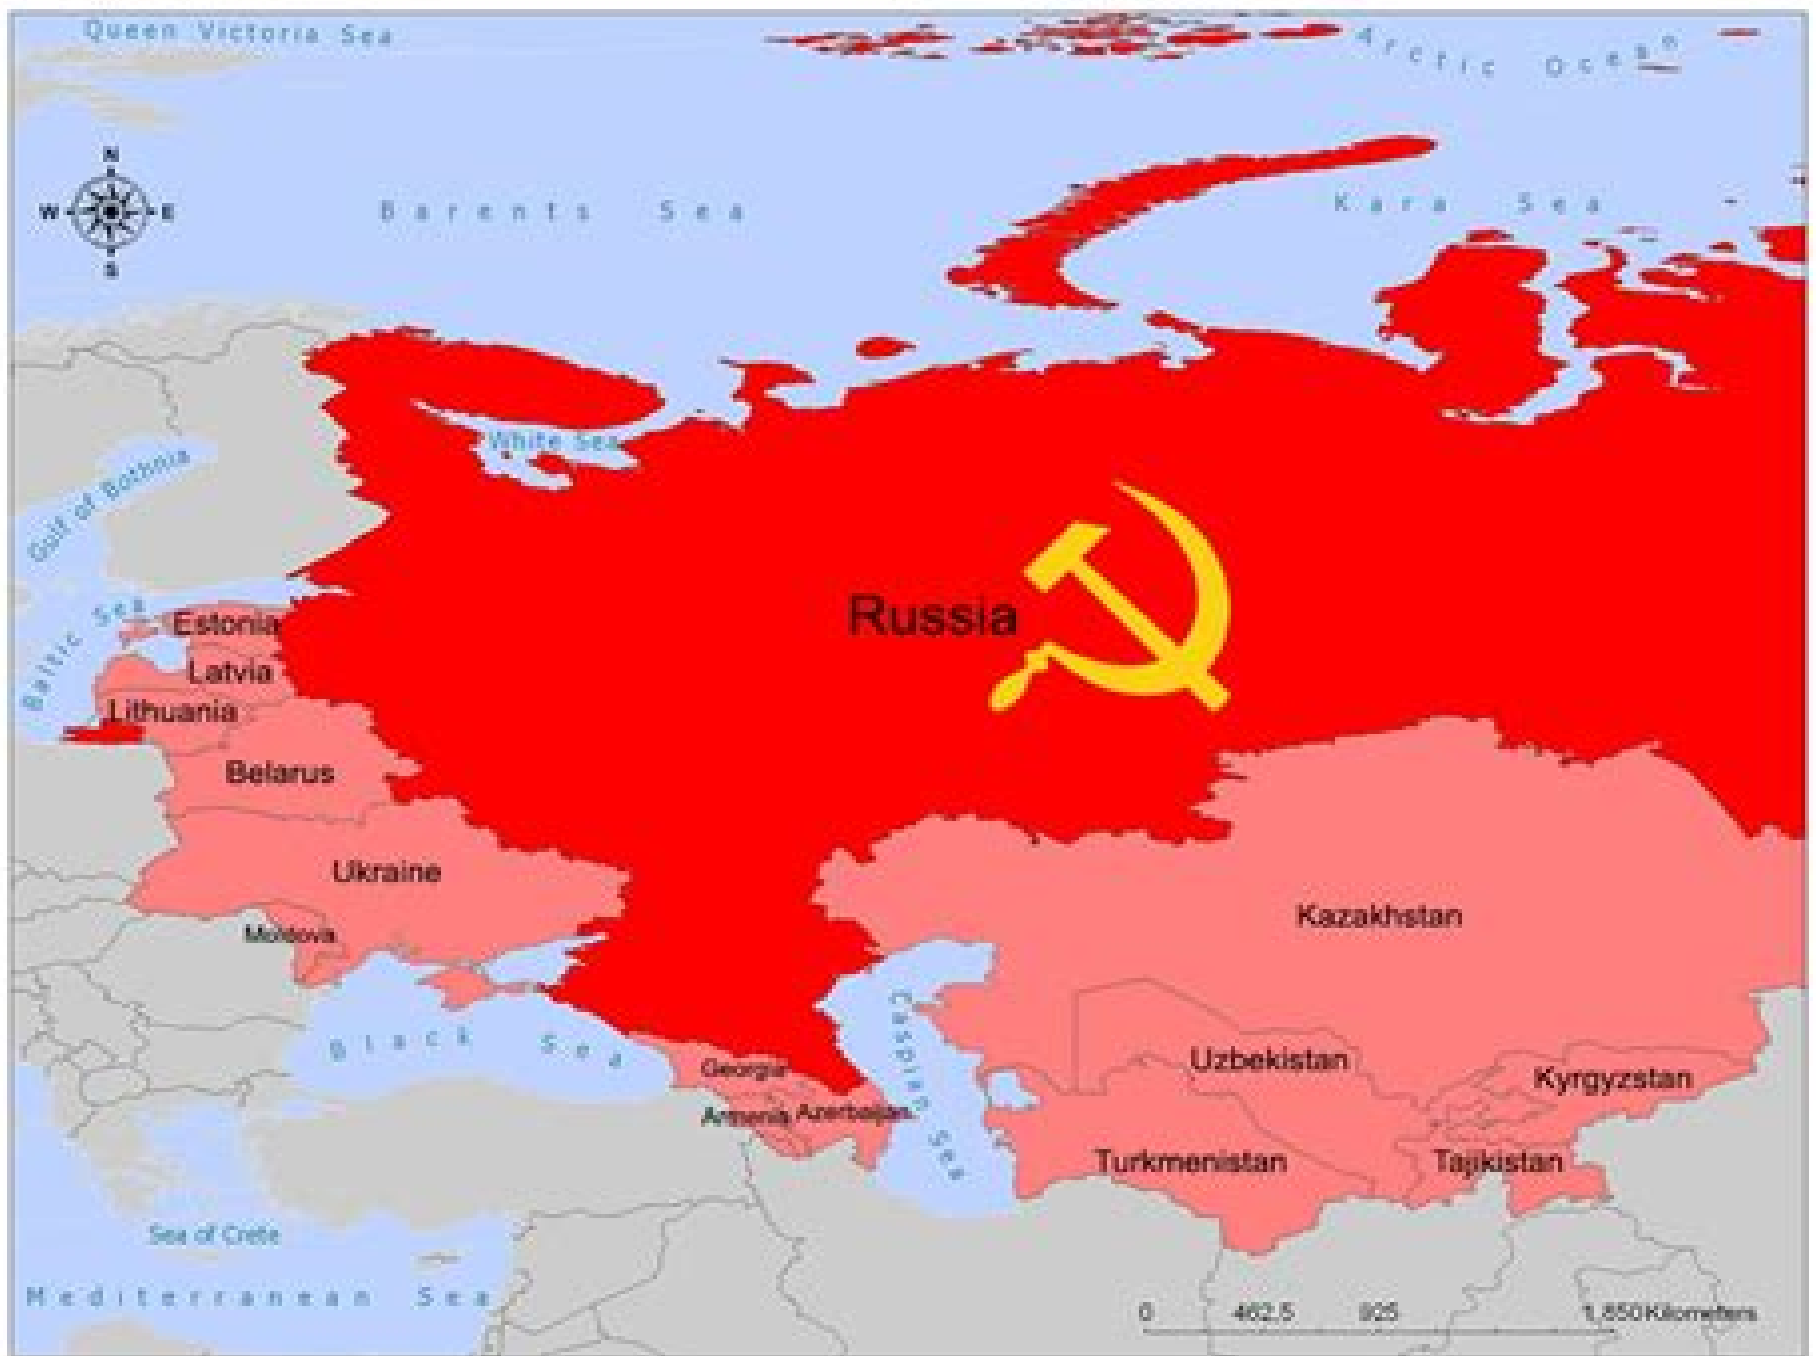 Queen Victoria Sea
Arctic Ocean
N
W E
S
Barents Sea
Kara Sea
White Sea
Gulf of Bothnia
Baltic Sea
Estonia
Russia
Latvia
Lithuania
Belarus
Ukraine
Kazakhstan
Moldova
Caspian Sea
Black Sea
Georgia
Uzbekistan
Kyrgyzstan
Armenia
Azerbaijan
Turkmenistan
Tajikistan
Sea of Crete
Mediterranean Sea
0 462.5 925 1,850 Kilometers